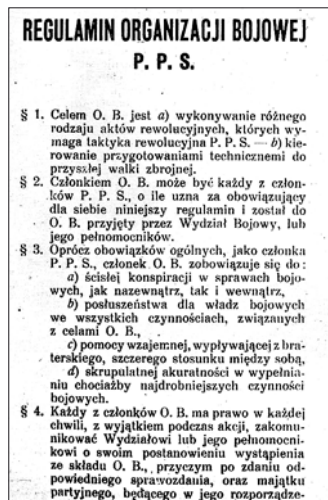 REGULAMIN ORGANIZACJI BOJOWEJ
P. P. S.
§ 1. Celem O. B. jest a) wykonywanie różnego
rodzaju aktów rewolucyjnych, których wy-
maga taktyka rewolucyjna P. P. S. — b) kie-
rowanie przygotowaniami technicznemi do
przyszłej walki zbrojnej.
§ 2. Członkiem O. B. może być każdy z człon-
ków P. P. S., o ile uzna za obowiązujący
dla siebie niniejszy regulamin i został do
O. B. przyjęty przez Wydział Bojowy, lub
jego pełnomocników.
§ 3. Oprócz obowiązków ogólnych, jako członka
P. P. S., członek O. B. zobowiązuje się do:
a) ścisłej konspiracji w sprawach bojo-
wych, jak nazewnątrz, tak i wewnątrz,
b) posłuszeństwa dla władz bojowych
we wszystkich czynnościach, związanych
z celami O. B.,
c) pomocy wzajemnej, wypływającej z bra-
terskiego, szczerego stosunku między sobą,
d) skrupulatnej akuratności w wypełnia-
niu chociażby najdrobniejszych czynności
bojowych.
§ 4. Każdy z członków O. B. ma prawo w każdej
chwili, z wyjątkiem podczas akcji, zakomu-
nikować Wydziałowi lub jego pełnomocni-
kowi o swoim postanowieniu wystąpienia
ze składu O. B., przyczym po zdaniu od-
powiedniego sprawozdania, oraz majątku
partyjnego, będącego w jego rozporządze-